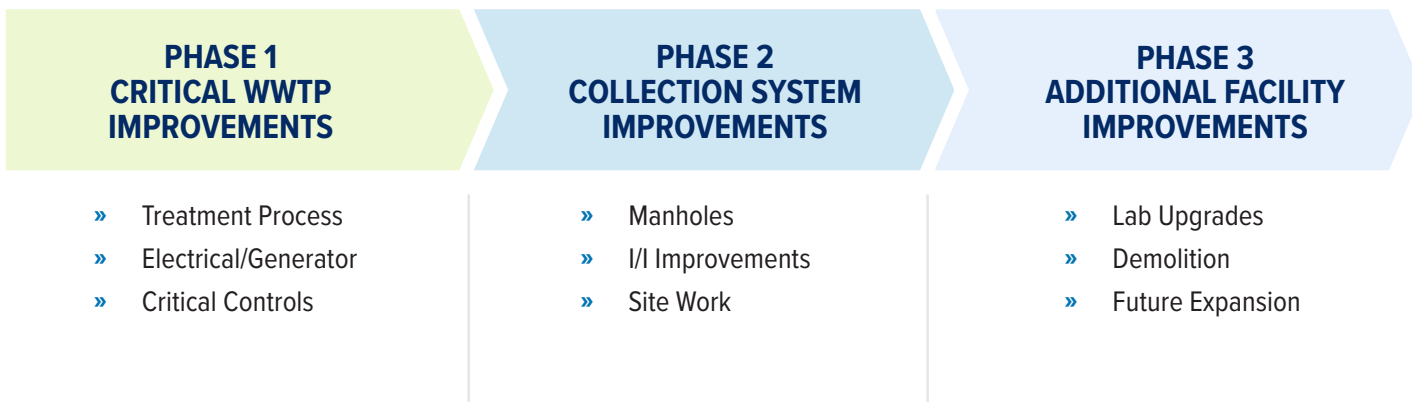 PHASE 1
CRITICAL WWTP
IMPROVEMENTS
» Treatment Process
» Electrical/Generator
» Critical Controls
PHASE 2
COLLECTION SYSTEM
IMPROVEMENTS
» Manholes
» I/I Improvements
» Site Work
PHASE 3
ADDITIONAL FACILITY
IMPROVEMENTS
» Lab Upgrades
» Demolition
» Future Expansion